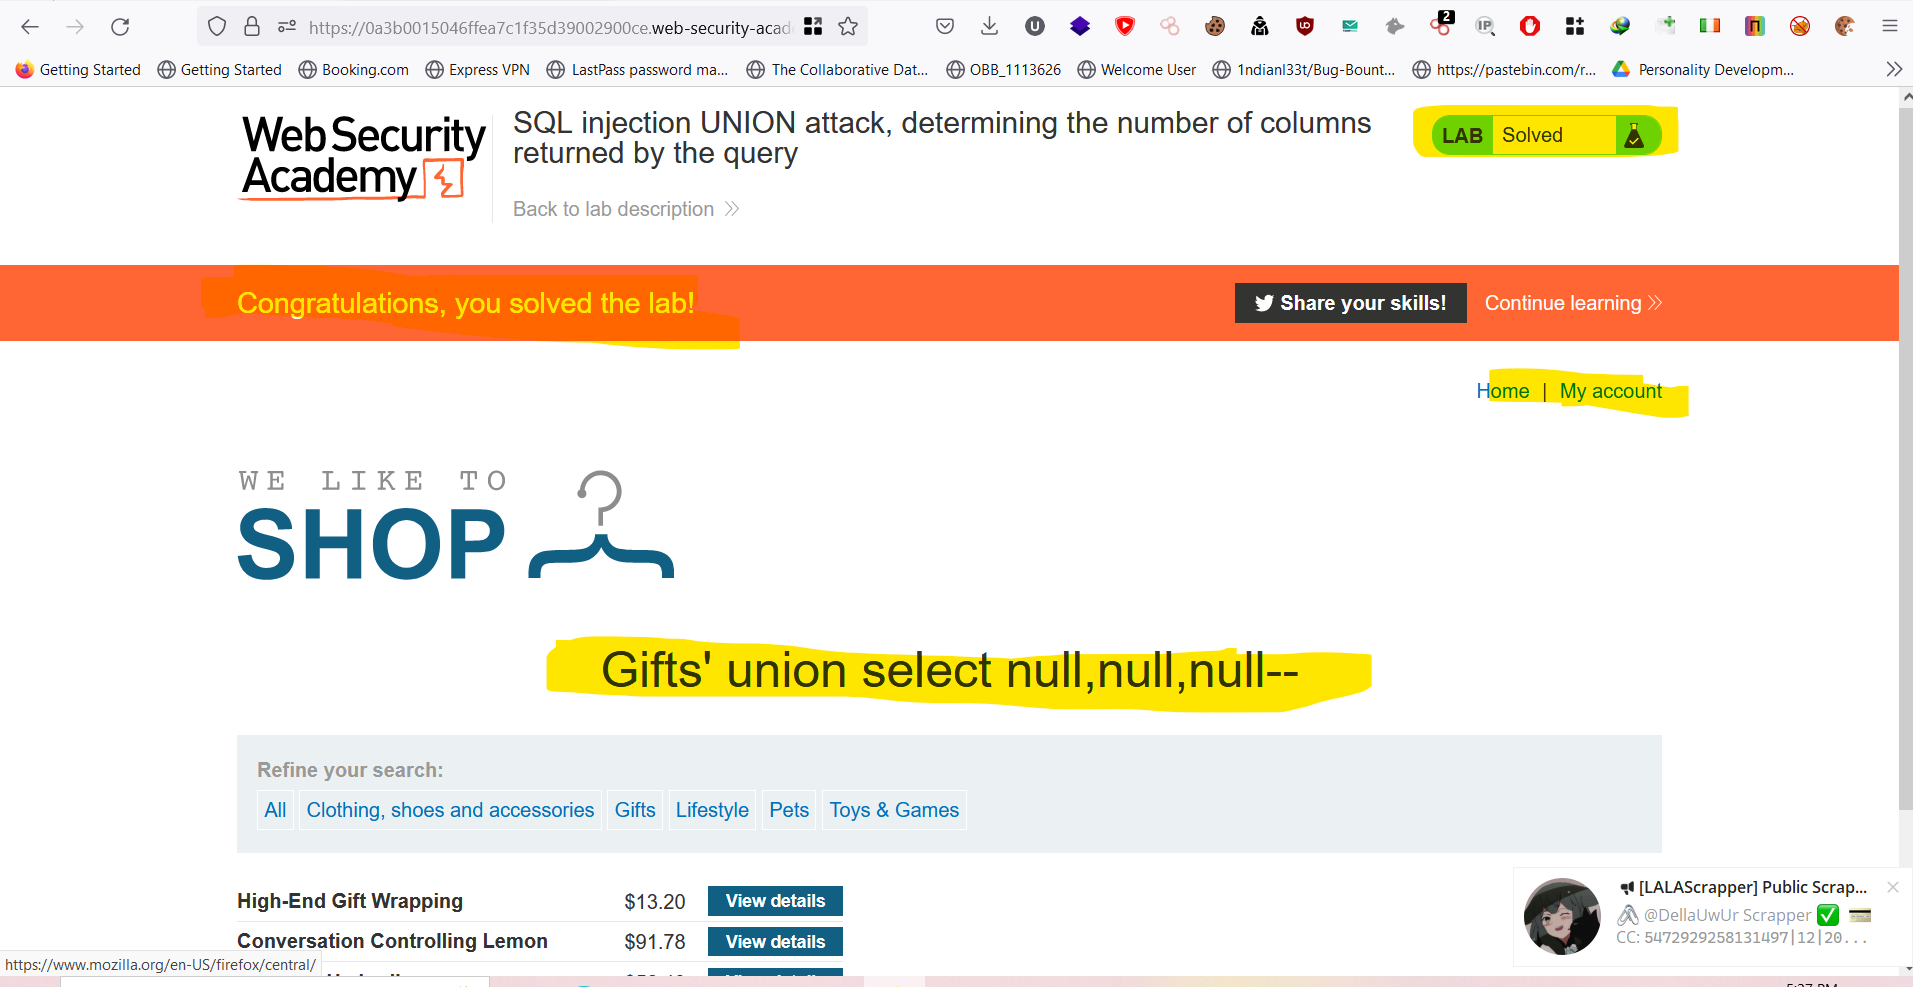 https://0a3b0015046ffea7c1f35d39002900ce.web-security-acad
2
Getting Started
Getting Started
Booking.com
Express VPN
LastPass password ma...
The Collaborative Dat...
OBB_1113626
Welcome User
1ndianl33t/Bug-Bount...
https://pastebin.com/r...
Personality Developm...
Web Security
Academy
SQL injection UNION attack, determining the number of columns
returned by the query
Back to lab description
LAB Solved
Congratulations, you solved the lab!
Share your skills!
Continue learning
Home | My account
WE LIKE TO
SHOP
Gifts' union select null,null,null--
Refine your search:
All
Clothing, shoes and accessories
Gifts
Lifestyle
Pets
Toys & Games
High-End Gift Wrapping $13.20 View details
Conversation Controlling Lemon $91.78 View details
[LALAScrapper] Public Scrap...
@DellaUwUr Scrapper
CC: [card number omitted]
https://www.mozilla.org/en-US/firefox/central/